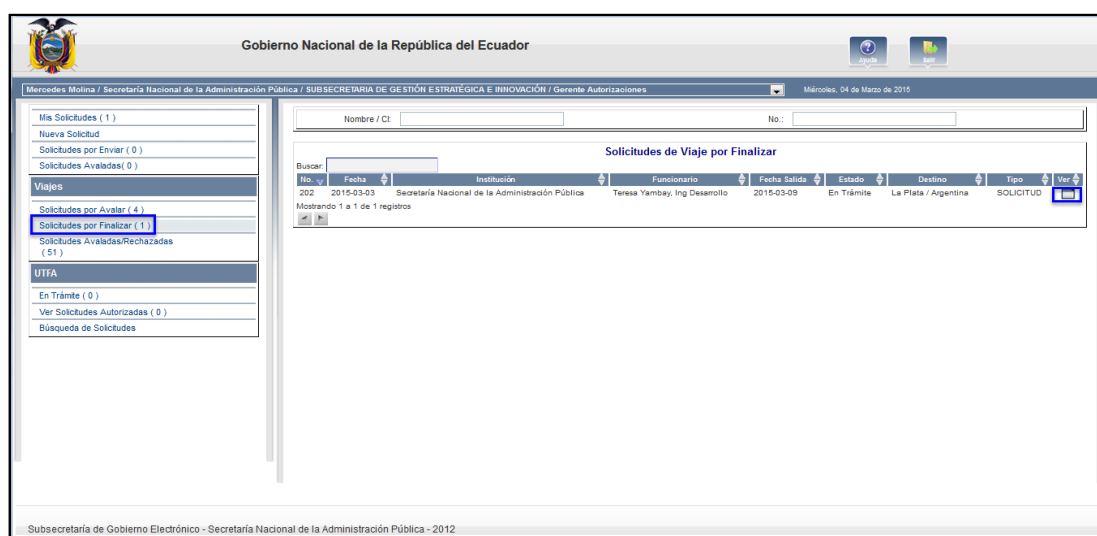 Gobierno Nacional de la República del Ecuador
Ayuda
Salir
Mercedes Molina / Secretaría Nacional de la Administración Pública / SUBSECRETARIA DE GESTIÓN ESTRATÉGICA E INNOVACIÓN / Gerente Autorizaciones
Miércoles, 04 de Marzo de 2015
Mis Solicitudes ( 1 )
Nueva Solicitud
Solicitudes por Enviar ( 0 )
Solicitudes Avaladas( 0 )
Viajes
Solicitudes por Avalar ( 4 )
Solicitudes por Finalizar ( 1 )
Solicitudes Avaladas/Rechazadas
( 51 )
UTFA
En Trámite ( 0 )
Ver Solicitudes Autorizadas ( 0 )
Búsqueda de Solicitudes
Nombre / CI: No.:
Solicitudes de Viaje por Finalizar
Buscar:
No. Fecha Institución Funcionario Fecha Salida Estado Destino Tipo Ver
202 2015-03-03 Secretaría Nacional de la Administración Pública Teresa Yambay, Ing Desarrollo 2015-03-09 En Trámite La Plata / Argentina SOLICITUD
Mostrando 1 a 1 de 1 registros
Subsecretaría de Gobierno Electrónico - Secretaría Nacional de la Administración Pública - 2012